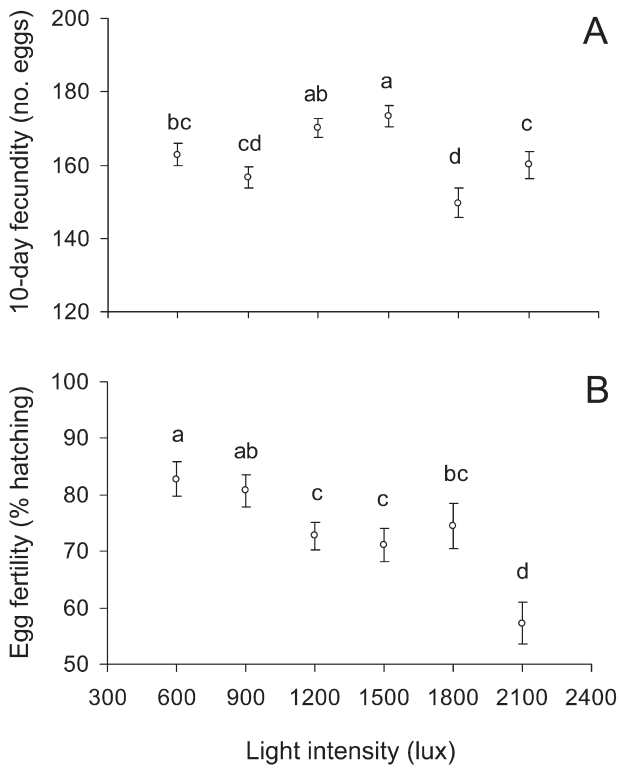 A
10-day fecundity (no. eggs)
200
180
160
140
120
bc
cd
ab
a
d
c
B
Egg fertility (% hatching)
100
90
80
70
60
50
a
ab
c
c
bc
d
300 600 900 1200 1500 1800 2100 2400
Light intensity (lux)